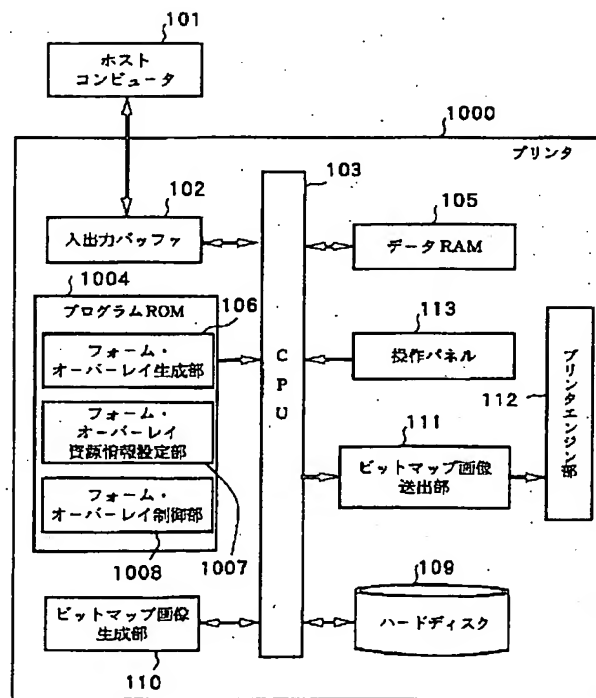 101
ホスト
コンピュータ
1000
プリンタ
103
102
105
入出力バッファ
データRAM
1004
プログラムROM
106
113
フォーム・
オーバーレイ生成部
操作パネル
CPU
112
プリンタエンジン部
フォーム・
オーバーレイ
資源情報設定部
111
ビットマップ画像
送出部
フォーム・
オーバーレイ制御部
1008
1007
109
ビットマップ画像
生成部
ハードディスク
110